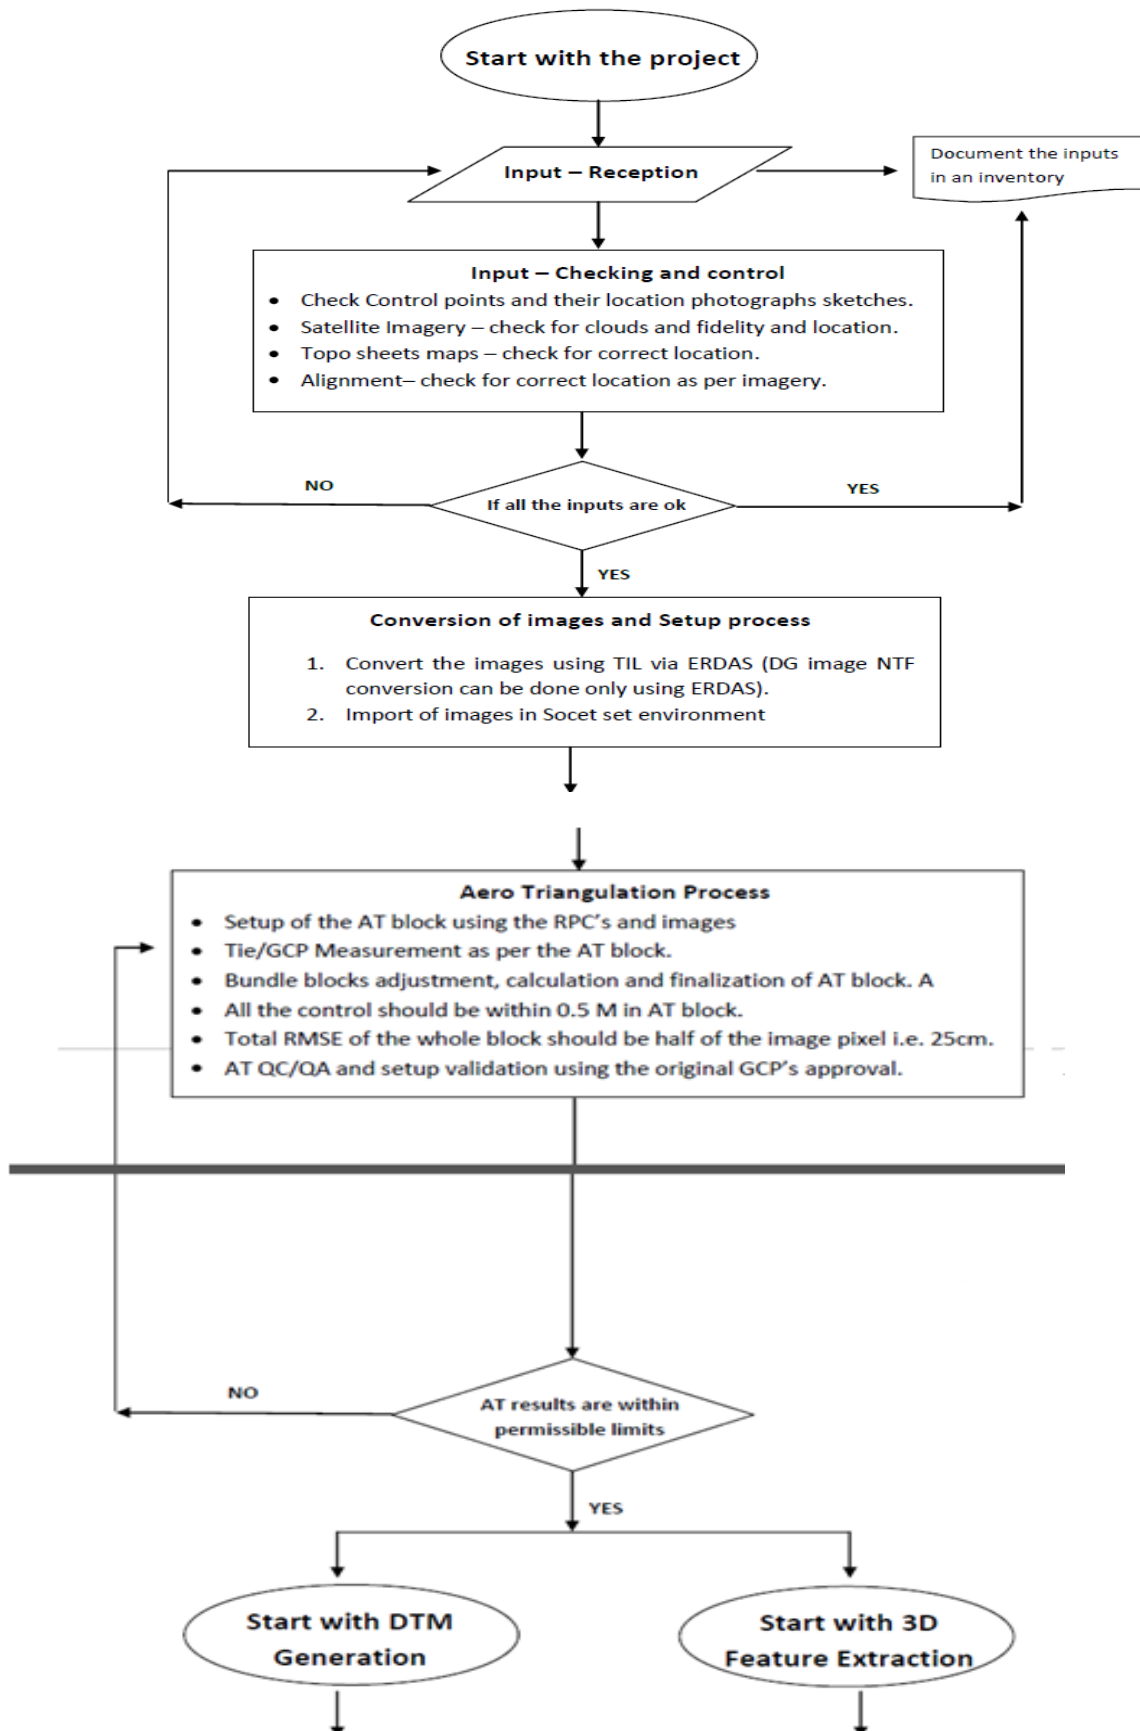 Start with the project
Input – Reception
Document the inputs
in an inventory
Input – Checking and control
• Check Control points and their location photographs sketches.
• Satellite Imagery – check for clouds and fidelity and location.
• Topo sheets maps – check for correct location.
• Alignment– check for correct location as per imagery.
NO
If all the inputs are ok
YES
YES
Conversion of images and Setup process
1. Convert the images using TIL via ERDAS (DG image NTF
conversion can be done only using ERDAS).
2. Import of images in Socet set environment
Aero Triangulation Process
• Setup of the AT block using the RPC's and images
• Tie/GCP Measurement as per the AT block.
• Bundle blocks adjustment, calculation and finalization of AT block. A
• All the control should be within 0.5 M in AT block.
• Total RMSE of the whole block should be half of the image pixel i.e. 25cm.
• AT QC/QA and setup validation using the original GCP's approval.
NO
AT results are within
permissible limits
YES
Start with DTM
Generation
Start with 3D
Feature Extraction